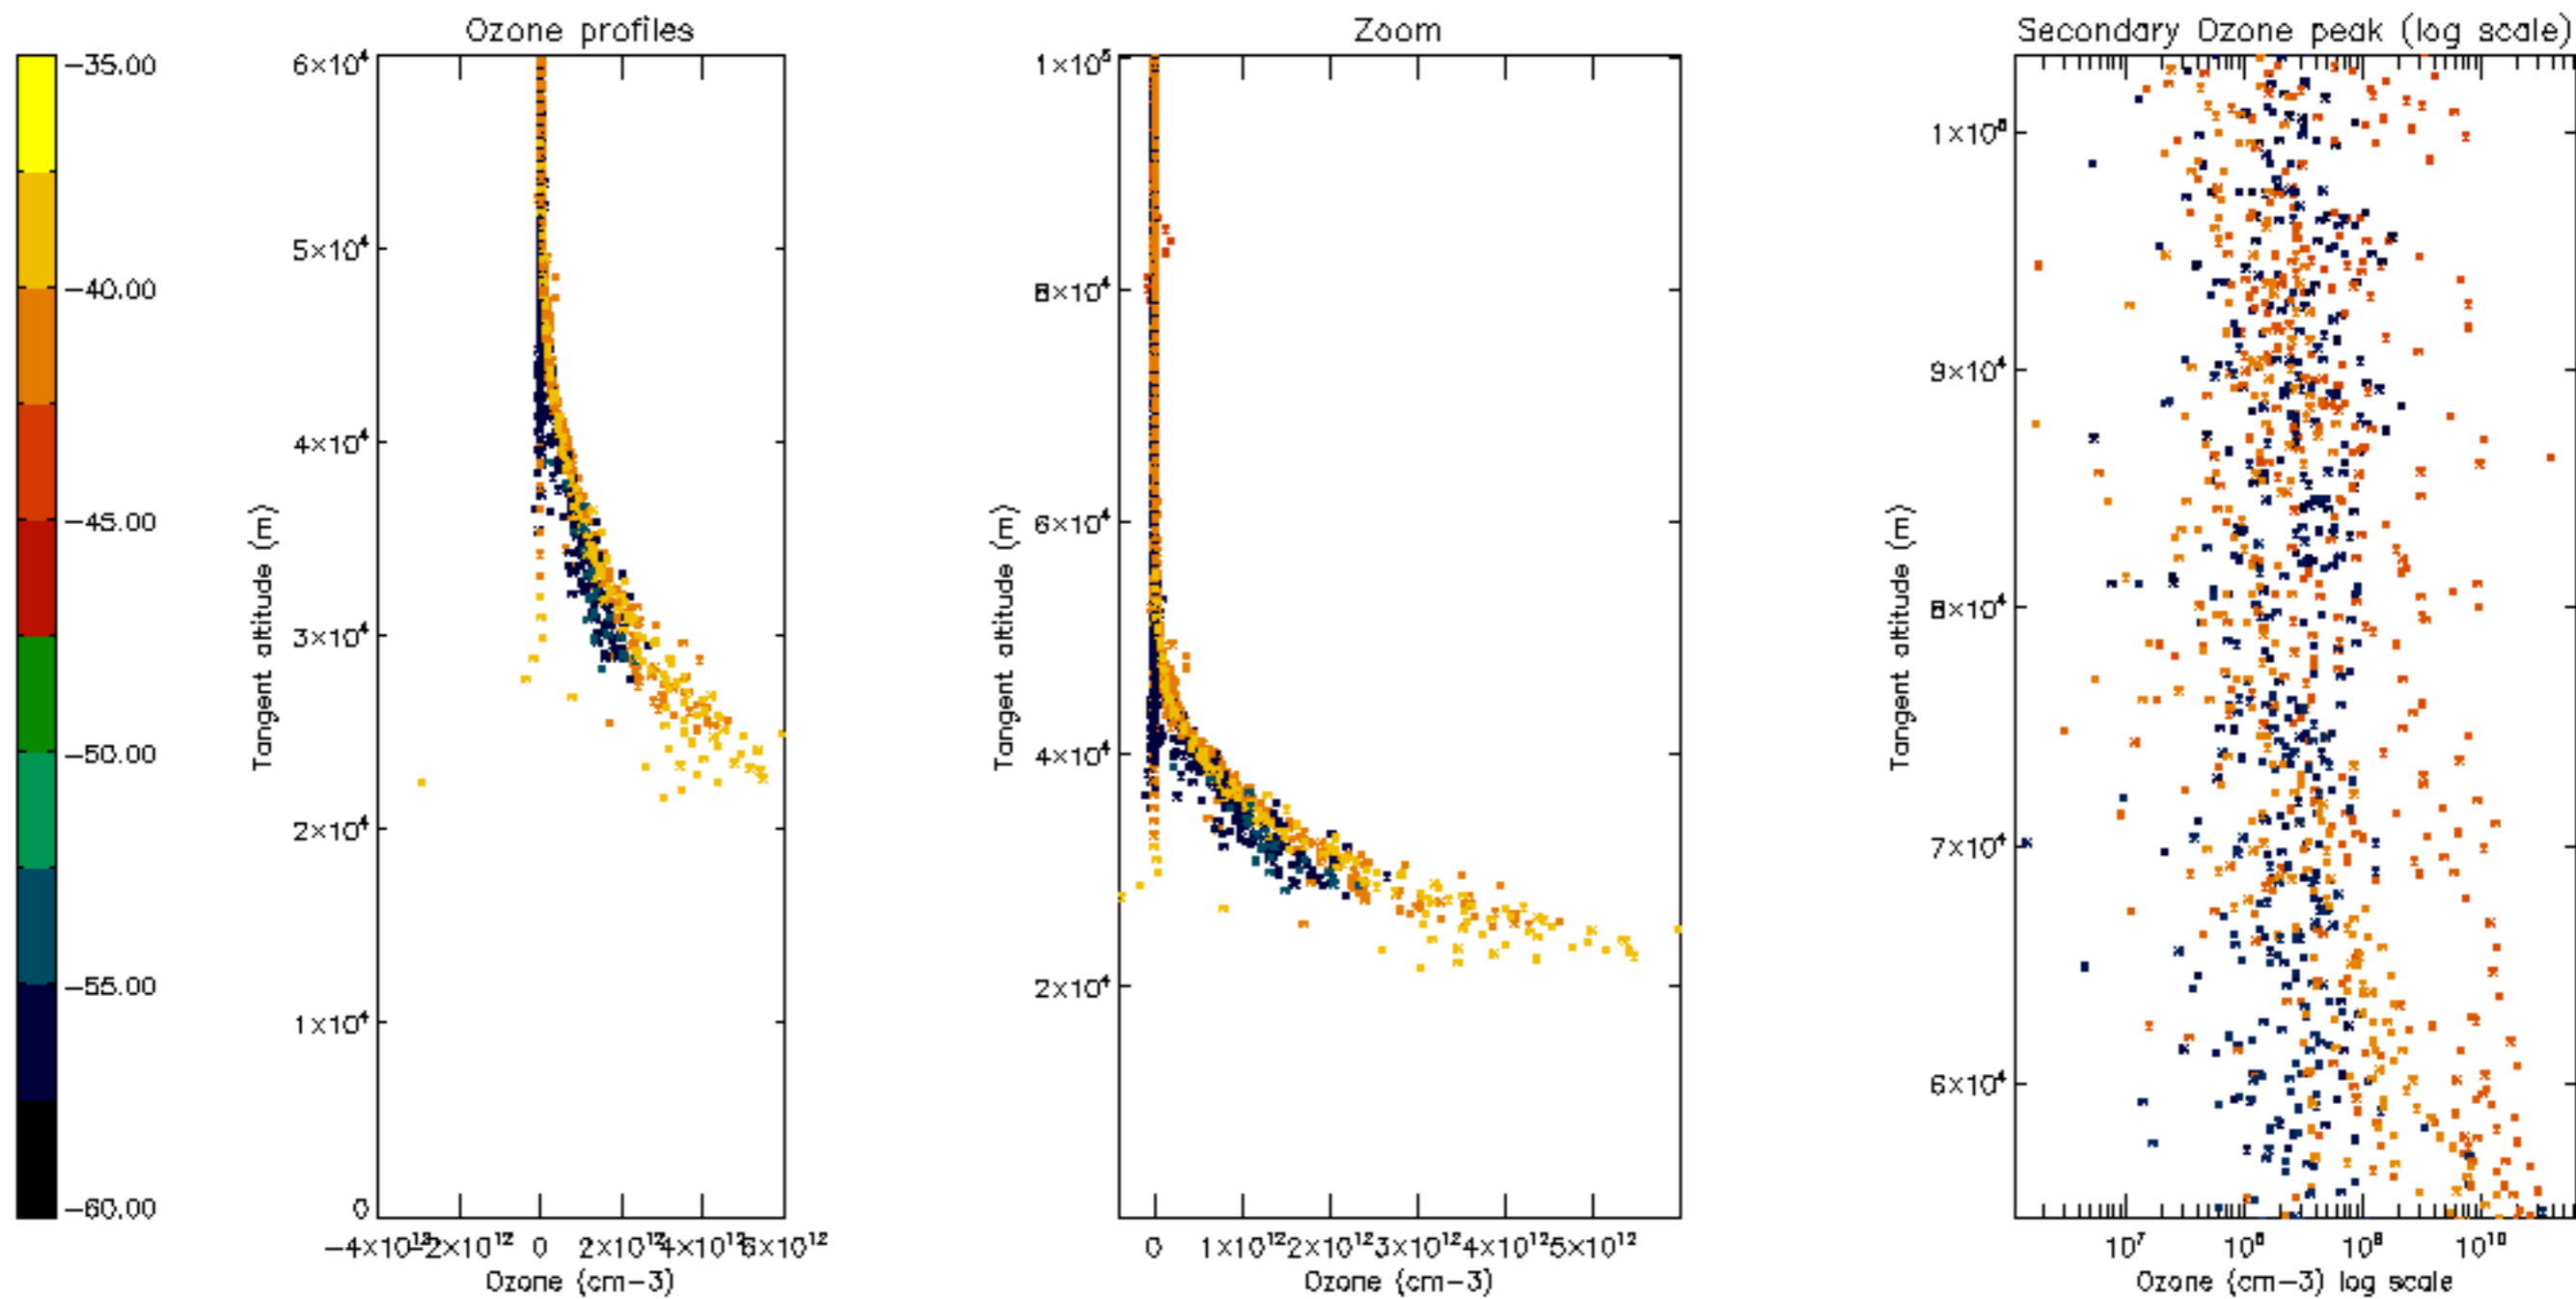 Ozone profiles
Zoom
Secondary Ozone peak (log scale)
-35.00
-40.00
-45.00
-50.00
-55.00
-60.00
6×10⁴
5×10⁴
4×10⁴
3×10⁴
2×10⁴
1×10⁴
0
Tangent altitude (m)
-2×10¹² 0 2×10¹² 4×10¹² 6×10¹²
Ozone (cm-3)
1×10⁵
8×10⁴
6×10⁴
4×10⁴
2×10⁴
Tangent altitude (m)
0 1×10¹² 2×10¹² 3×10¹² 4×10¹² 5×10¹²
Ozone (cm-3)
9×10⁴
8×10⁴
7×10⁴
6×10⁴
Tangent altitude (m)
10⁷ 10⁸ 10⁹ 10¹⁰
Ozone (cm-3) log scale